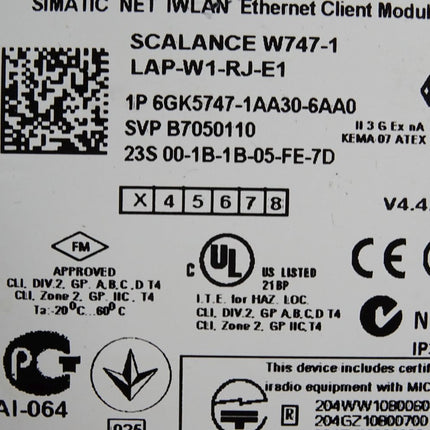 SIMATIC NET IWLAN Ethernet Client Modul
SCALANCE W747-1
LAP-W1-RJ-E1
1P 6GK5747-1AA30-6AA0
SVP B7050110
23S 00-1B-1B-05-FE-7D
II 3 G Ex nA
KEMA 07 ATEX
X 4 5 6 7 8
V4.4.
FM
APPROVED
CLI, DIV.2, GP. A,B,C,D T4
CLI, Zone 2, GP. IIC, T4
Ta:-20°C...60°C
C UL US LISTED
21BP
I.T.E. for HAZ. LOC.
CLI, DIV.2, GP. A,B,C,D T4
CLI, Zone 2, GP IIC,T4
CE
N
AI-064
This device includes certif
radio equipment with MIC
R 204WW1080060
204GZ10800700